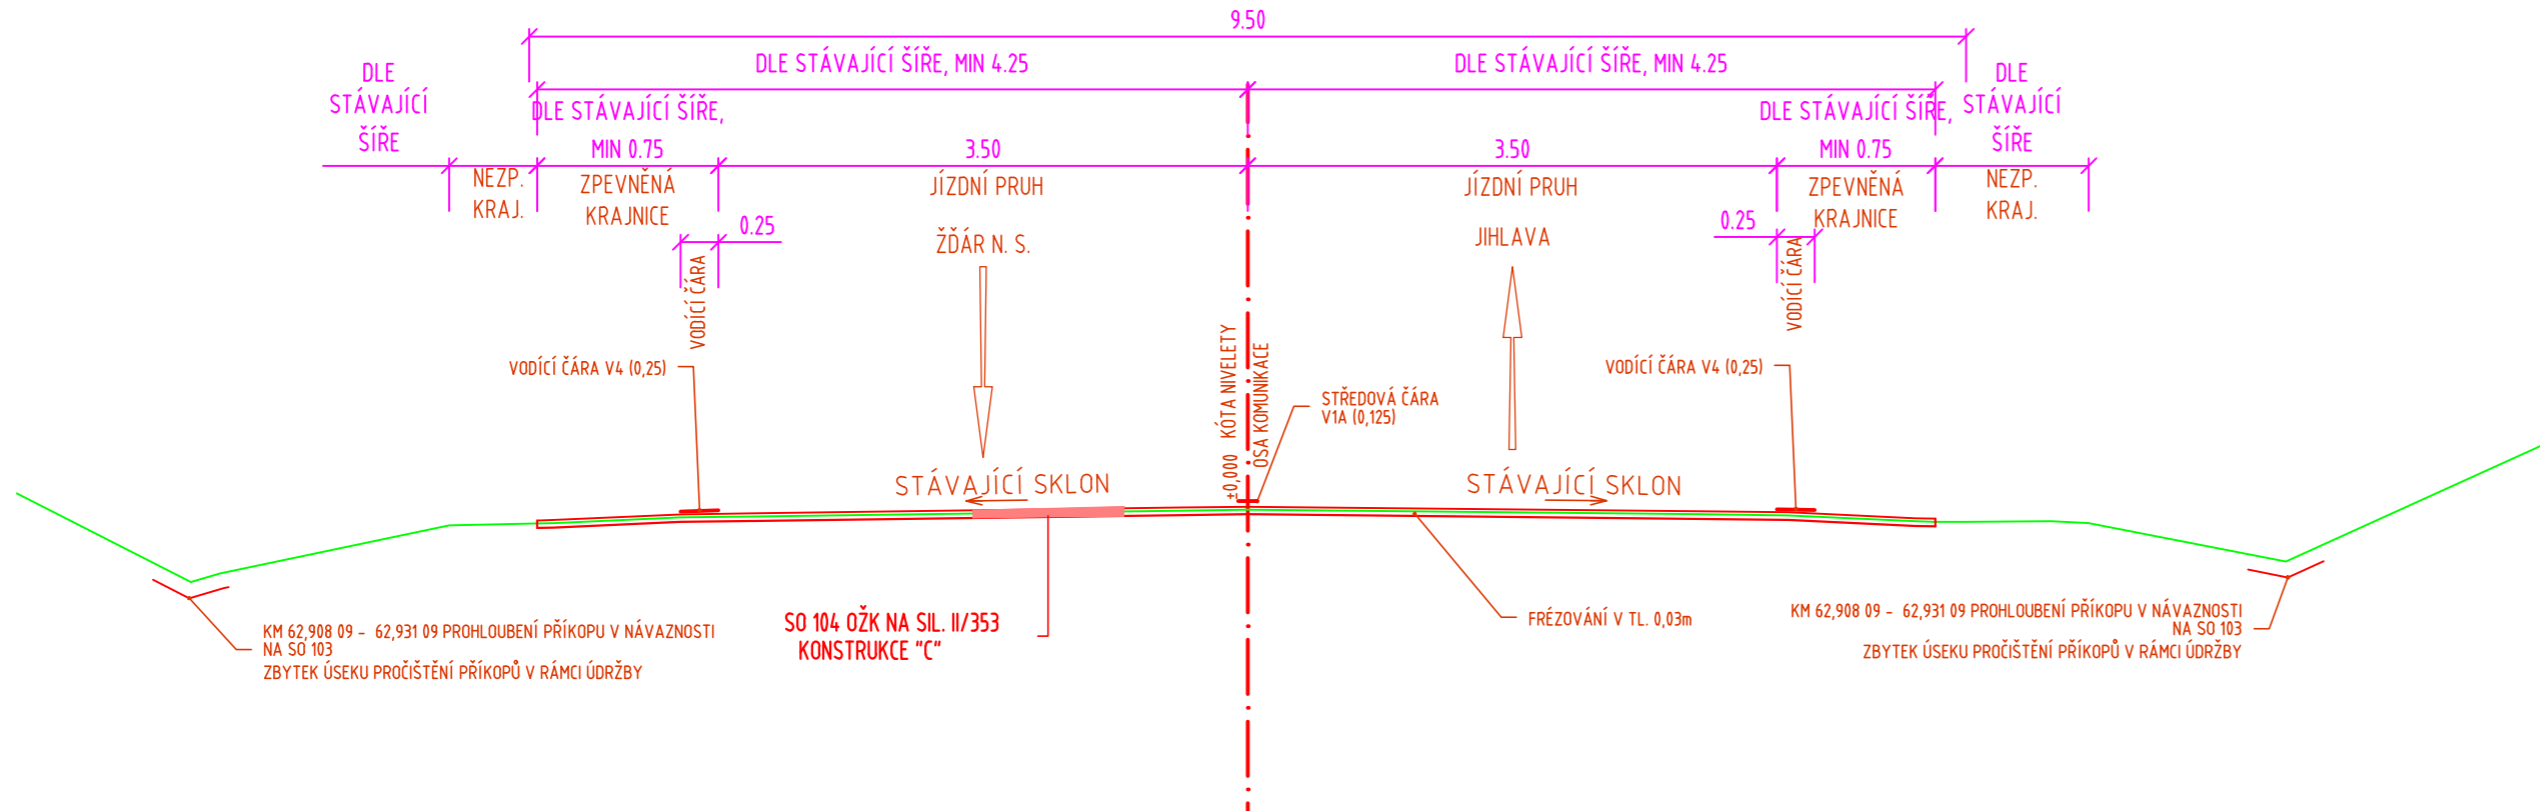 9.50
DLE STÁVAJÍCÍ ŠÍŘE, MIN 4.25
DLE STÁVAJÍCÍ ŠÍŘE, MIN 4.25
DLE
STÁVAJÍCÍ
ŠÍŘE
DLE STÁVAJÍCÍ ŠÍŘE,
MIN 0.75
3.50
3.50
DLE STÁVAJÍCÍ ŠÍŘE,
MIN 0.75
DLE
STÁVAJÍCÍ
ŠÍŘE
NEZP.
KRAJ.
ZPEVNĚNÁ
KRAJNICE
JÍZDNÍ PRUH
JÍZDNÍ PRUH
ZPEVNĚNÁ
KRAJNICE
NEZP.
KRAJ.
0.25
ŽĎÁR N. S.
JIHLAVA
0.25
VODÍCÍ ČÁRA
VODÍCÍ ČÁRA
VODÍCÍ ČÁRA V4 (0,25)
±0,000 KÓTA NIVELETY
OSA KOMUNIKACE
STŘEDOVÁ ČÁRA
V1A (0,125)
VODÍCÍ ČÁRA V4 (0,25)
STÁVAJÍCÍ SKLON
STÁVAJÍCÍ SKLON
KM 62,908 09 - 62,931 09 PROHLOUBENÍ PŘÍKOPU V NÁVAZNOSTI
NA SO 103
ZBYTEK ÚSEKU PROČIŠTĚNÍ PŘÍKOPŮ V RÁMCI ÚDRŽBY
SO 104 OŽK NA SIL. II/353
KONSTRUKCE "C"
FRÉZOVÁNÍ V TL. 0,03m
KM 62,908 09 - 62,931 09 PROHLOUBENÍ PŘÍKOPU V NÁVAZNOSTI
NA SO 103
ZBYTEK ÚSEKU PROČIŠTĚNÍ PŘÍKOPŮ V RÁMCI ÚDRŽBY